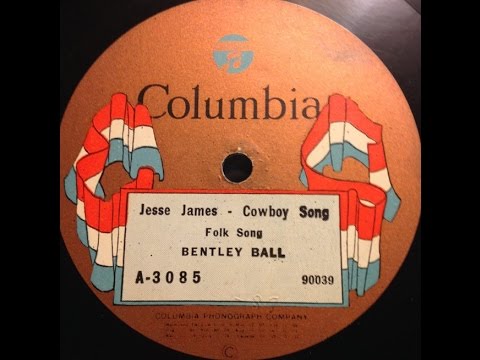 Columbia
Jesse James - Cowboy Song
Folk Song
BENTLEY BALL
A-3085 90039
COLUMBIA PHONOGRAPH COMPANY